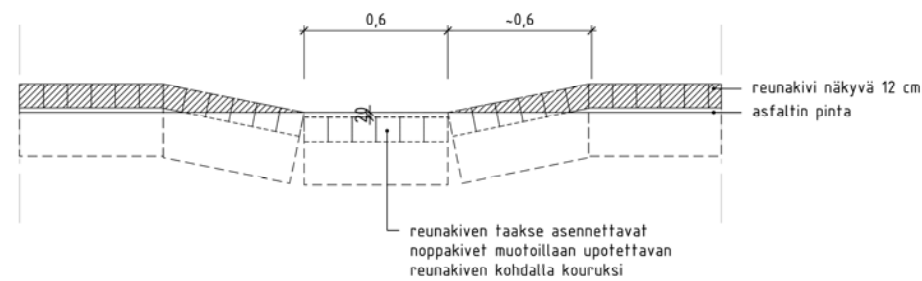 0,6
~0,6
reunakivi näkyvä 12 cm
asfaltin pinta
20
reunakiven taakse asennettavat
noppakivet muotoillaan upotettavan
reunakiven kohdalla kouruksi